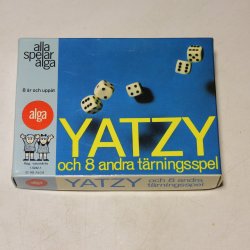 alla
spelar
alga
8 år och uppåt
alga
YATZY
och 8 andra tärningsspel
YATZY
och 8 andra
tärningsspel